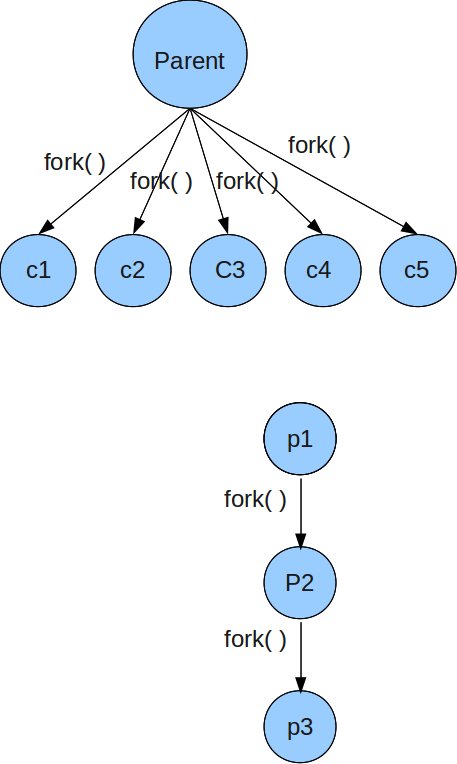 Parent
fork( )
fork( )
fork( )
fork( )
c1
c2
C3
c4
c5
p1
fork( )
P2
fork( )
p3